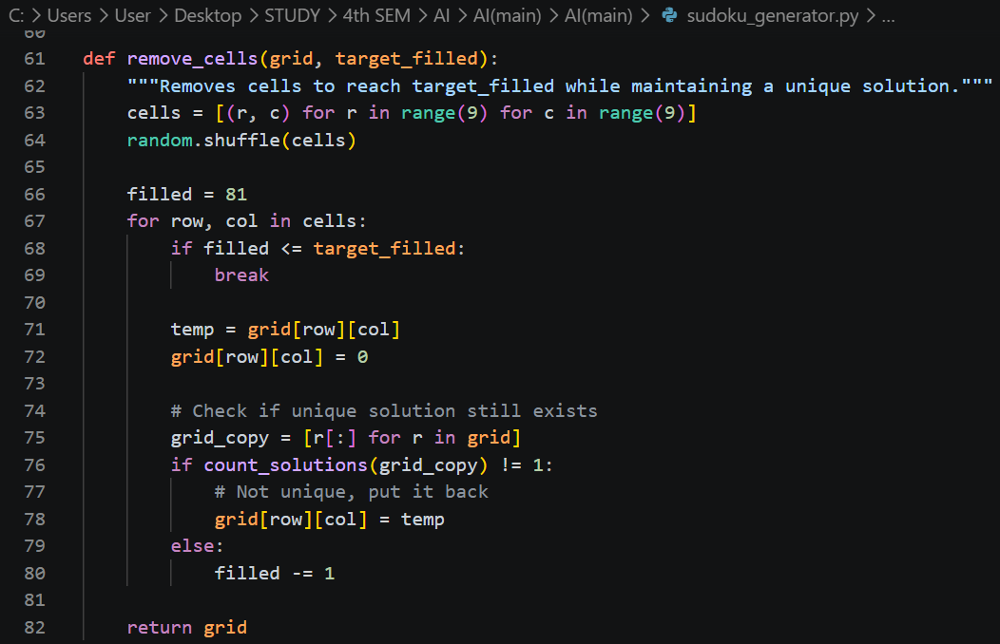 C: > Users > User > Desktop > STUDY > 4th SEM > AI > AI(main) > AI(main) > sudoku_generator.py > ...
60
61 def remove_cells(grid, target_filled):
62 """Removes cells to reach target_filled while maintaining a unique solution."""
63 cells = [(r, c) for r in range(9) for c in range(9)]
64 random.shuffle(cells)
65
66 filled = 81
67 for row, col in cells:
68 if filled <= target_filled:
69 break
70
71 temp = grid[row][col]
72 grid[row][col] = 0
73
74 # Check if unique solution still exists
75 grid_copy = [r[:] for r in grid]
76 if count_solutions(grid_copy) != 1:
77 # Not unique, put it back
78 grid[row][col] = temp
79 else:
80 filled -= 1
81
82 return grid